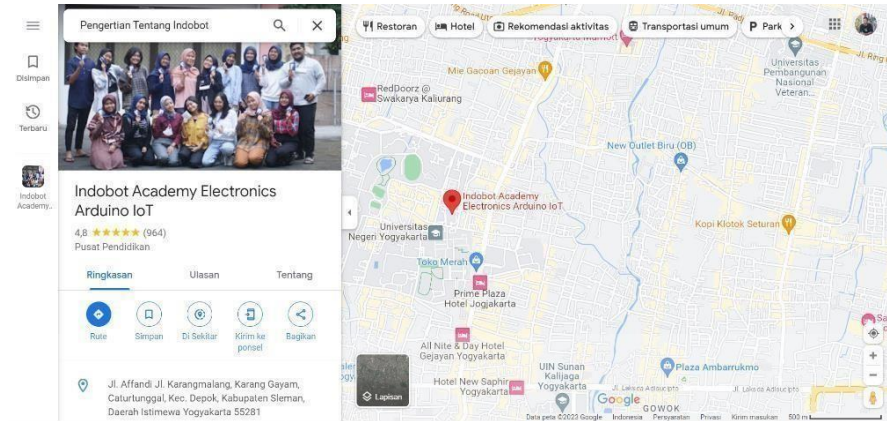 Pengertian Tentang Indobot
Disimpan
Terbaru
Indobot
Academy..
Indobot Academy Electronics
Arduino IoT
4,8 ★★★★★ (964)
Pusat Pendidikan
Ringkasan
Ulasan
Tentang
Rute
Simpan
Di Sekitar
Kirim ke
ponsel
Bagikan
Jl. Affandi Jl. Karangmalang, Karang Gayam,
Caturtunggal, Kec. Depok, Kabupaten Sleman,
Daerah Istimewa Yogyakarta 55281
Restoran
Hotel
Rekomendasi aktivitas
Transportasi umum
P Park
Mie Gacoan Gejayan
RedDoorz @
Swakarya Kaliurang
Universitas
Pembangunan
Nasional
Veteran...
New Outlet Biru (OB)
Indobot Academy
Electronics Arduino IoT
Universitas
Negeri Yogyakarta
Kopi Klotok Seturan
Toko Merah
Prime Plaza
Hotel Jogjakarta
All Nite & Day Hotel
Gejayan Yogyakarta
UIN Sunan
Kalijaga
Yogyakarta
Plaza Ambarrukmo
Hotel New Saphir
Yogyakarta
Lapisan
Google
GOWOK
Data peta ©2023 Google
Indonesia
Persyaratan
Privasi
Kirim masukan
500 m